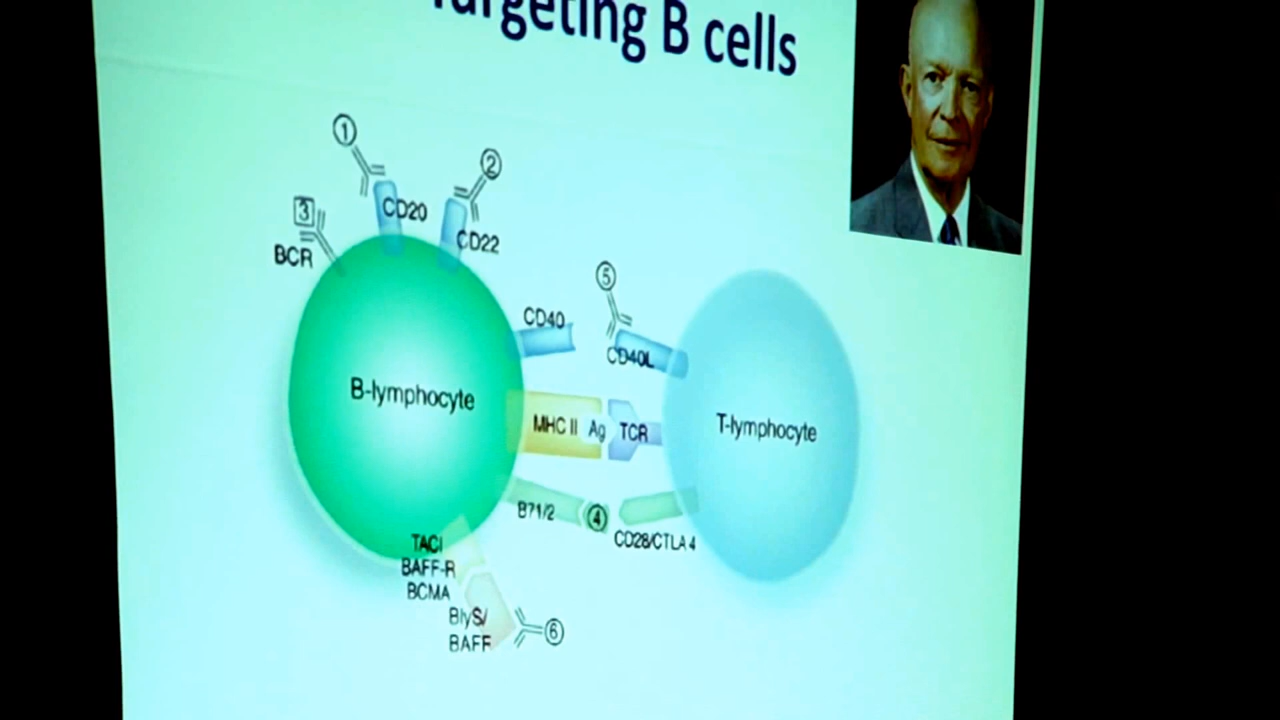 Targeting B cells
1
2
3
CD20
BCR
CD22
5
CD40
CD40L
B-lymphocyte
MHC II Ag TCR
T-lymphocyte
B71/2
4
CD28/CTLA 4
TACI
BAFF-R
BCMA
BlyS/
BAFF
6